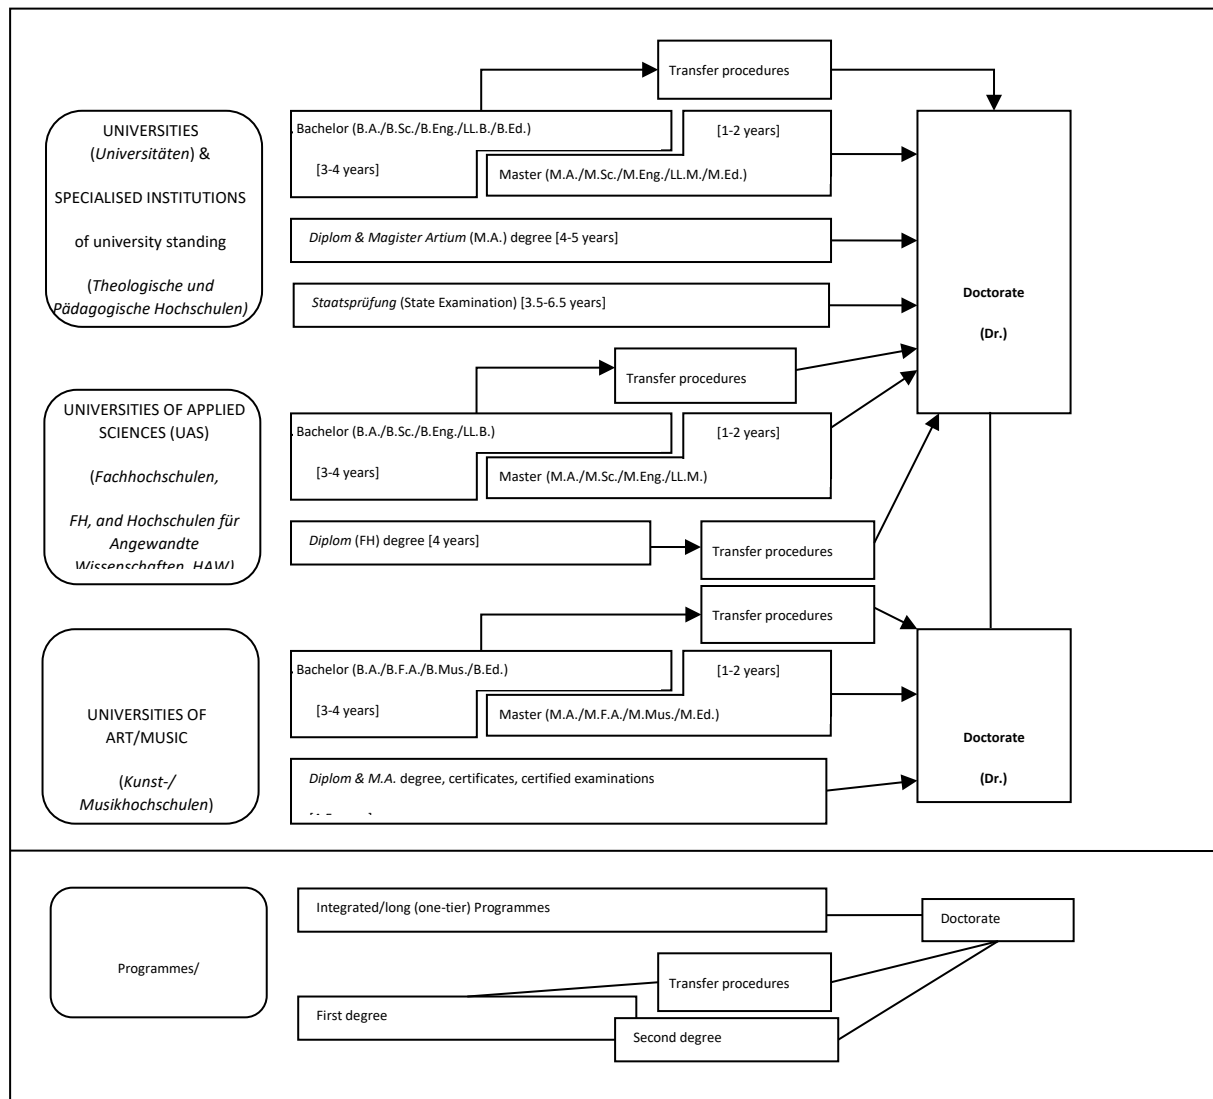 Transfer procedures
UNIVERSITIES
(Universitäten) &
SPECIALISED INSTITUTIONS
of university standing
(Theologische und
Pädagogische Hochschulen)
Bachelor (B.A./B.Sc./B.Eng./LL.B./B.Ed.)
[3-4 years]
[1-2 years]
Master (M.A./M.Sc./M.Eng./LL.M./M.Ed.)
Diplom & Magister Artium (M.A.) degree [4-5 years]
Staatsprüfung (State Examination) [3.5-6.5 years]
Doctorate
(Dr.)
Transfer procedures
UNIVERSITIES OF APPLIED
SCIENCES (UAS)
(Fachhochschulen,
FH, and Hochschulen für
Angewandte
Wissenschaften, HAW)
Bachelor (B.A./B.Sc./B.Eng./LL.B.)
[3-4 years]
[1-2 years]
Master (M.A./M.Sc./M.Eng./LL.M.)
Diplom (FH) degree [4 years]
Transfer procedures
Transfer procedures
UNIVERSITIES OF
ART/MUSIC
(Kunst-/
Musikhochschulen)
Bachelor (B.A./B.F.A./B.Mus./B.Ed.)
[3-4 years]
[1-2 years]
Master (M.A./M.F.A./M.Mus./M.Ed.)
Diplom & M.A. degree, certificates, certified examinations
Doctorate
(Dr.)
Programmes/
Integrated/long (one-tier) Programmes
Doctorate
Transfer procedures
First degree
Second degree